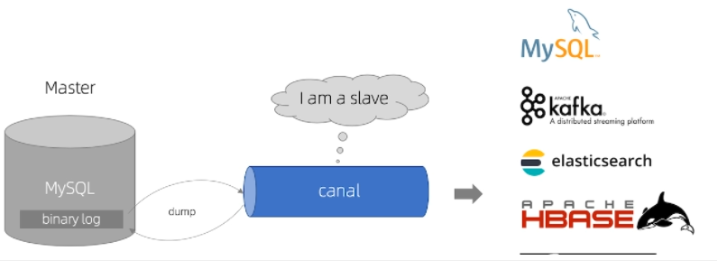 Master
MySQL
binary log
dump
I am a slave
canal
MySQL
APACHE
kafka
A distributed streaming platform
elasticsearch
APACHE
HBASE